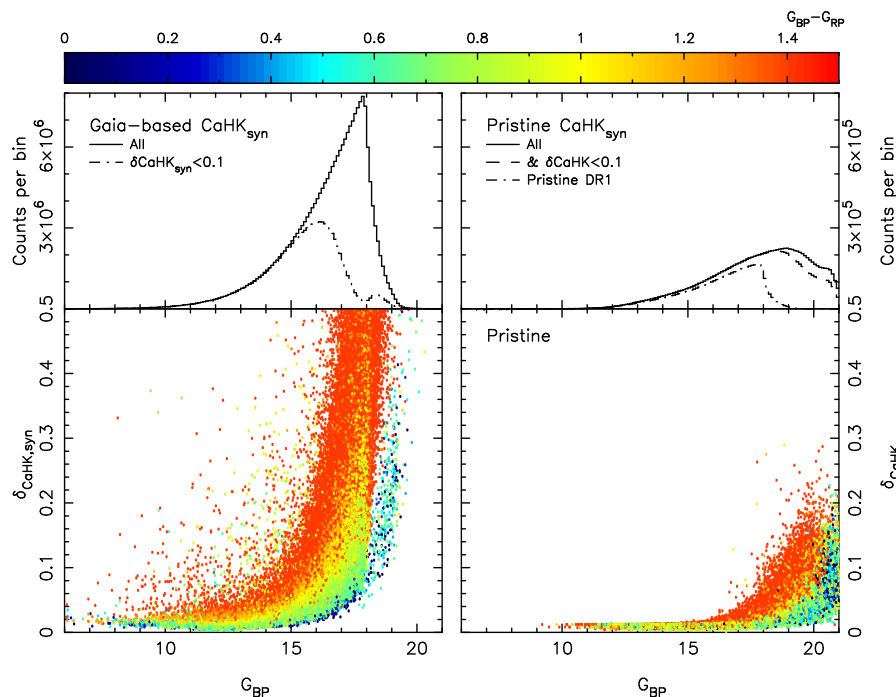 G_BP−G_RP
0 0.2 0.4 0.6 0.8 1 1.2 1.4
Gaia-based CaHK_syn
All
δCaHK_syn<0.1
Counts per bin
3×10^6 6×10^6
Pristine CaHK_syn
All
& δCaHK<0.1
Pristine DR1
Counts per bin
3×10^5 6×10^5
δ_CaHK,syn
0 0.1 0.2 0.3 0.4 0.5
10 15 20
G_BP
Pristine
δ_CaHK
0 0.1 0.2 0.3 0.4 0.5
10 15 20
G_BP